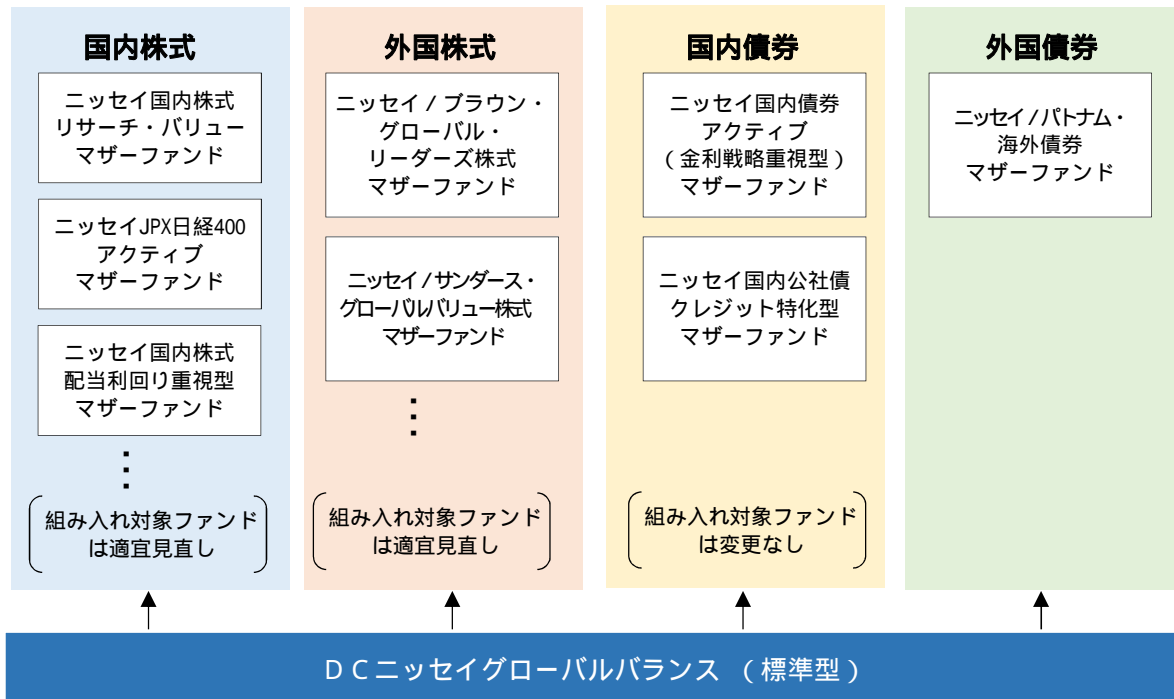 国内株式
ニッセイ国内株式
リサーチ・バリュー
マザーファンド
ニッセイJPX日経400
アクティブ
マザーファンド
ニッセイ国内株式
配当利回り重視型
マザーファンド
組み入れ対象ファンド
は適宜見直し
外国株式
ニッセイ/ブラウン・
グローバル・
リーダーズ株式
マザーファンド
ニッセイ/サンダース・
グローバルバリュー株式
マザーファンド
組み入れ対象ファンド
は適宜見直し
国内債券
ニッセイ国内債券
アクティブ
(金利戦略重視型)
マザーファンド
ニッセイ国内公社債
クレジット特化型
マザーファンド
組み入れ対象ファンド
は変更なし
外国債券
ニッセイ/パトナム・
海外債券
マザーファンド
DCニッセイグローバルバランス (標準型)